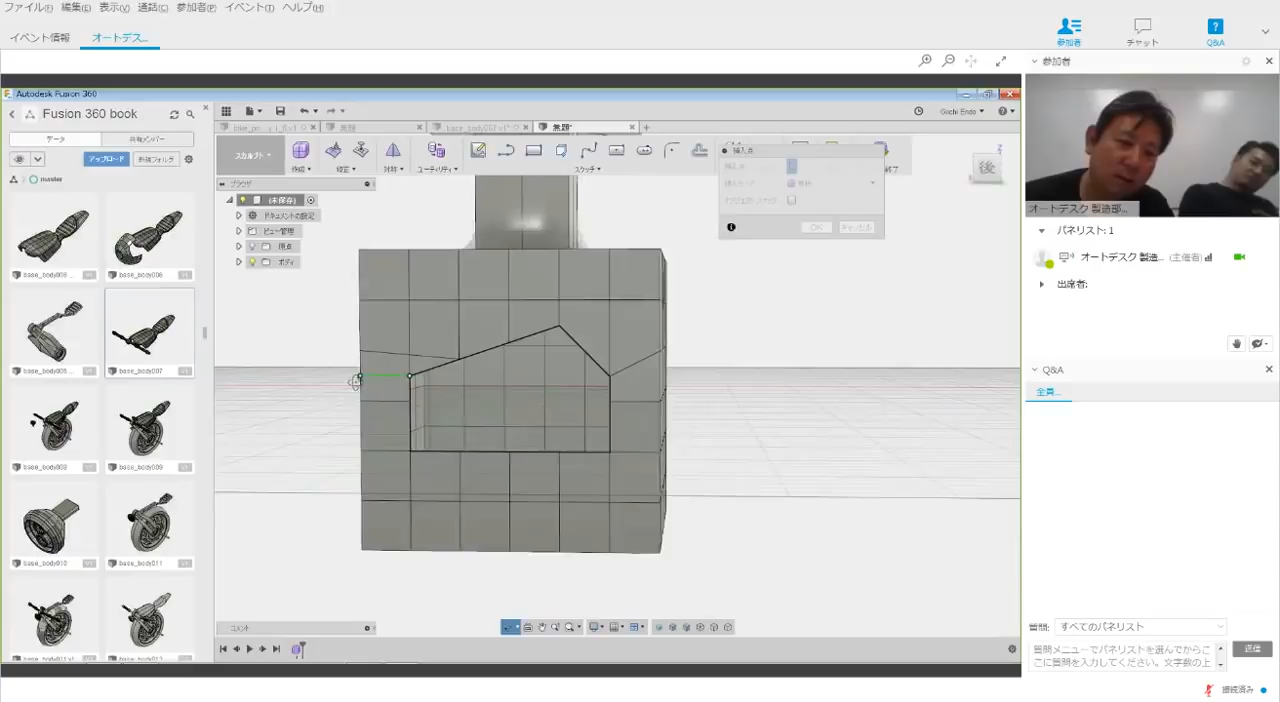 ファイル(F) 編集(E) 表示(V) 通話(C) 参加者(P) イベント(T) ヘルプ(H)
イベント情報 オートデス...
参加者 チャット Q&A
Autodesk Fusion 360
Fusion 360 book
データ 共有メンバー
アップロード 新規フォルダ
master
base_body006
base_body007
base_body009
base_body010 base_body011
無題
base_body007 v1*
無題*
スカルプト
作成 修正 対称 ユーティリティ スケッチ
ブラウザ
(未保存)
ドキュメントの設定
ビュー管理
原点
ボディ
挿入点
OK キャンセル
後
コメント
参加者
オートデスク 製造部...
パネリスト: 1
オートデスク 製造... (主催者)
出席者:
Q&A
全員...
質問: すべてのパネリスト
質問メニューでパネリストを選んでからこ
こに質問を入力してください。文字数の上
送信
接続済み